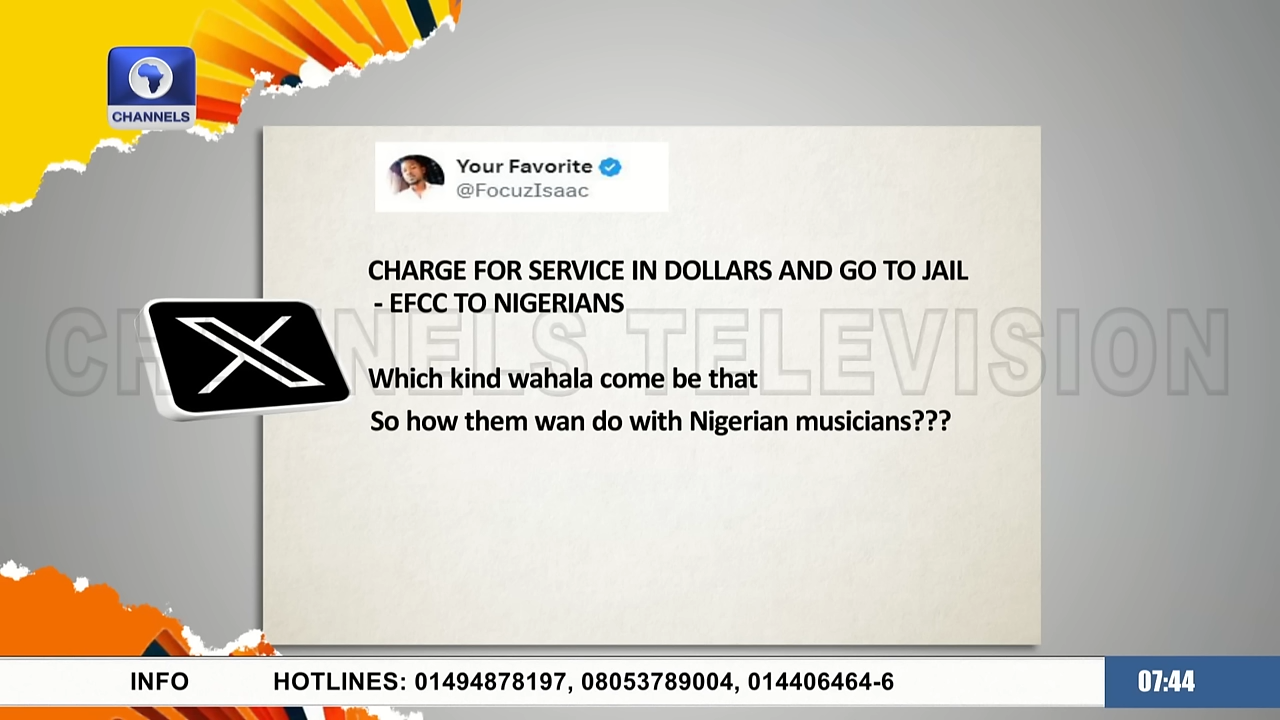 CHANNELS
Your Favorite
@FocuzIsaac
CHARGE FOR SERVICE IN DOLLARS AND GO TO JAIL
- EFCC TO NIGERIANS
CHANNELS TELEVISION
Which kind wahala come be that
So how them wan do with Nigerian musicians???
INFO HOTLINES: 01494878197, 08053789004, 014406464-6 07:44